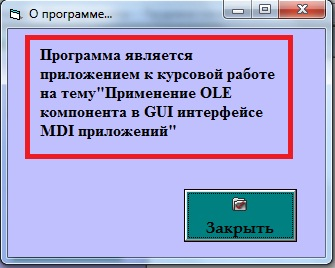 О программе...
Программа является
приложением к курсовой работе
на тему"Применение OLE
компонента в GUI интерфейсе
MDI приложений"
Закрыть